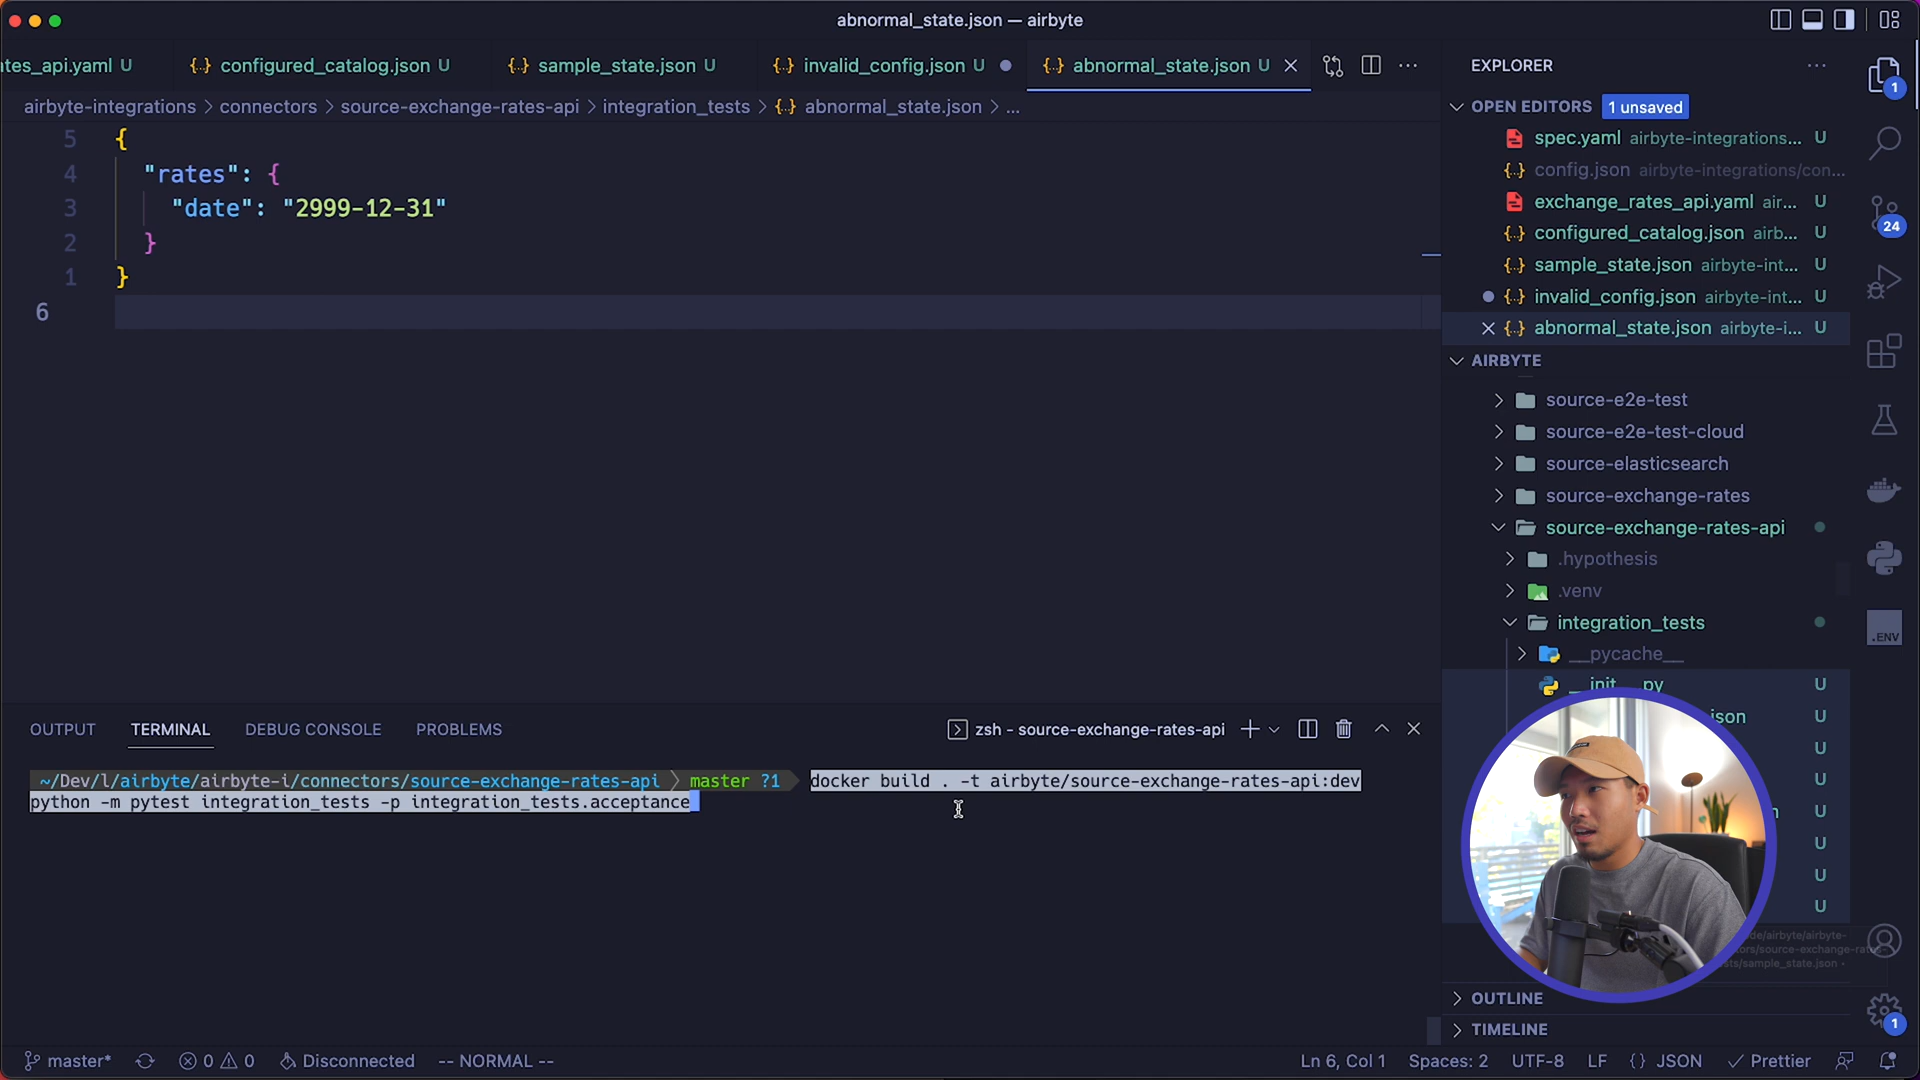 abnormal_state.json — airbyte
tes_api.yaml U
{..} configured_catalog.json U
{..} sample_state.json U
{..} invalid_config.json U
{..} abnormal_state.json U
airbyte-integrations > connectors > source-exchange-rates-api > integration_tests > {..} abnormal_state.json > ...
5 {
4 "rates": {
3 "date": "2999-12-31"
2 }
1 }
6
EXPLORER
OPEN EDITORS 1 unsaved
spec.yaml airbyte-integrations... U
{..} config.json airbyte-integrations/con...
exchange_rates_api.yaml air... U
{..} configured_catalog.json airb... U
{..} sample_state.json airbyte-int... U
{..} invalid_config.json airbyte-int... U
{..} abnormal_state.json airbyte-i... U
AIRBYTE
source-e2e-test
source-e2e-test-cloud
source-elasticsearch
source-exchange-rates
source-exchange-rates-api
.hypothesis
.venv
integration_tests
__pycache__
__init__.py U
json U
U
U
U
U
U
OUTLINE
TIMELINE
1
24
.ENV
1
OUTPUT
TERMINAL
DEBUG CONSOLE
PROBLEMS
zsh - source-exchange-rates-api
~/Dev/l/airbyte/airbyte-i/connectors/source-exchange-rates-api > master ?1 docker build . -t airbyte/source-exchange-rates-api:dev
python -m pytest integration_tests -p integration_tests.acceptance
master*
0
0
Disconnected
-- NORMAL --
Ln 6, Col 1
Spaces: 2
UTF-8
LF
{} JSON
Prettier